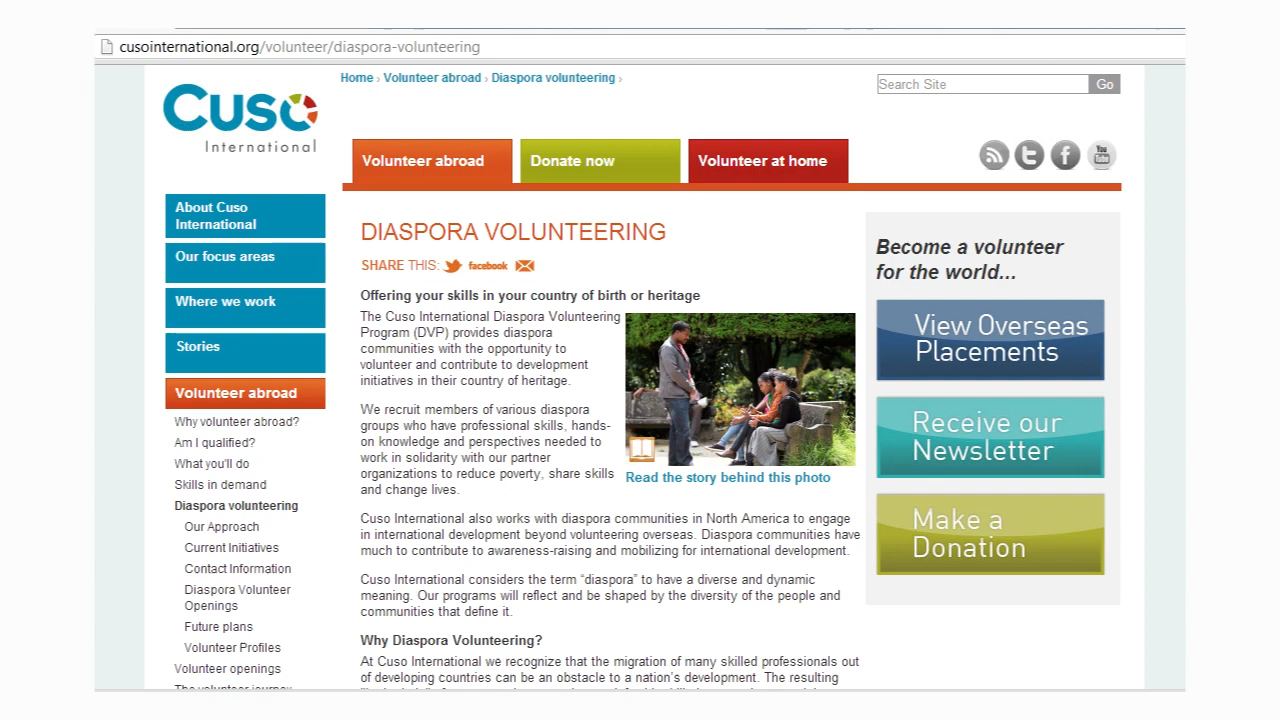 cusointernational.org/volunteer/diaspora-volunteering
Home › Volunteer abroad › Diaspora volunteering ›
Search Site
Go
Cuso
International
Volunteer abroad
Donate now
Volunteer at home
You
Tube
About Cuso
International
Our focus areas
Where we work
Stories
Volunteer abroad
Why volunteer abroad?
Am I qualified?
What you'll do
Skills in demand
Diaspora volunteering
Our Approach
Current Initiatives
Contact Information
Diaspora Volunteer
Openings
Future plans
Volunteer Profiles
Volunteer openings
The volunteer journey
DIASPORA VOLUNTEERING
SHARE THIS: facebook
Offering your skills in your country of birth or heritage
The Cuso International Diaspora Volunteering
Program (DVP) provides diaspora
communities with the opportunity to
volunteer and contribute to development
initiatives in their country of heritage.
We recruit members of various diaspora
groups who have professional skills, hands-
on knowledge and perspectives needed to
work in solidarity with our partner
organizations to reduce poverty, share skills
and change lives.
Read the story behind this photo
Cuso International also works with diaspora communities in North America to engage
in international development beyond volunteering overseas. Diaspora communities have
much to contribute to awareness-raising and mobilizing for international development.
Cuso International considers the term “diaspora” to have a diverse and dynamic
meaning. Our programs will reflect and be shaped by the diversity of the people and
communities that define it.
Why Diaspora Volunteering?
At Cuso International we recognize that the migration of many skilled professionals out
of developing countries can be an obstacle to a nation's development. The resulting
Become a volunteer
for the world...
View Overseas
Placements
Receive our
Newsletter
Make a
Donation